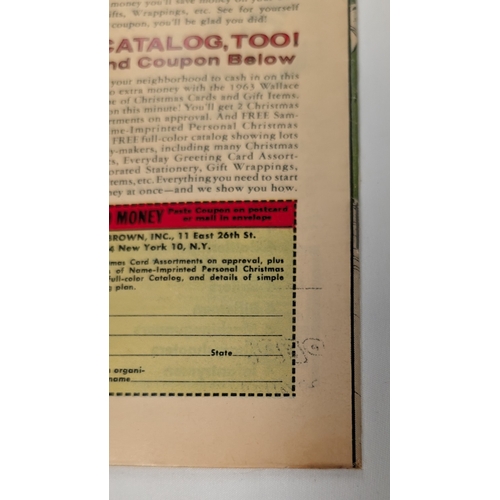 money you'll save money on your
ifts, Wrappings, etc. See for yourself
coupon, you'll be glad you did!
CATALOG, TOO!
nd Coupon Below
your neighborhood to cash in on this
o extra money with the 1963 Wallace
e of Christmas Cards and Gift Items.
on this minute! You'll get 2 Christmas
rtments on approval. And FREE Sam-
me-Imprinted Personal Christmas
FREE full-color catalog showing lots
y-makers, including many Christmas
s, Everyday Greeting Card Assort-
orated Stationery, Gift Wrappings,
tems, etc. Everything you need to start
ey at once—and we show you how.
MONEY Paste Coupon on postcard
or mail in envelope
BROWN, INC., 11 East 26th St.
New York 10, N.Y.
mas Card Assortments on approval, plus
s of Name-Imprinted Personal Christmas
ull-color Catalog, and details of simple
g plan.
State
organi-
name